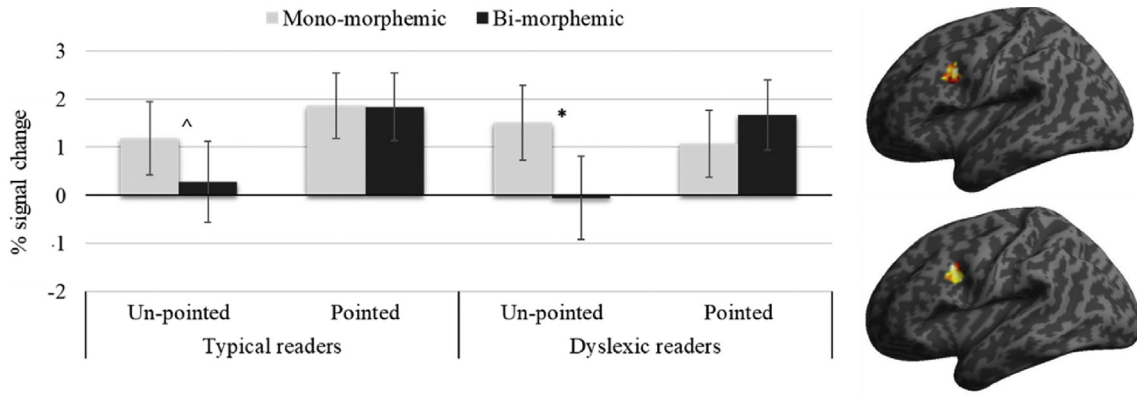 Mono-morphemic Bi-morphemic
% signal change
3
2
1
0
-1
-2
^
*
Un-pointed Pointed Un-pointed Pointed
Typical readers Dyslexic readers